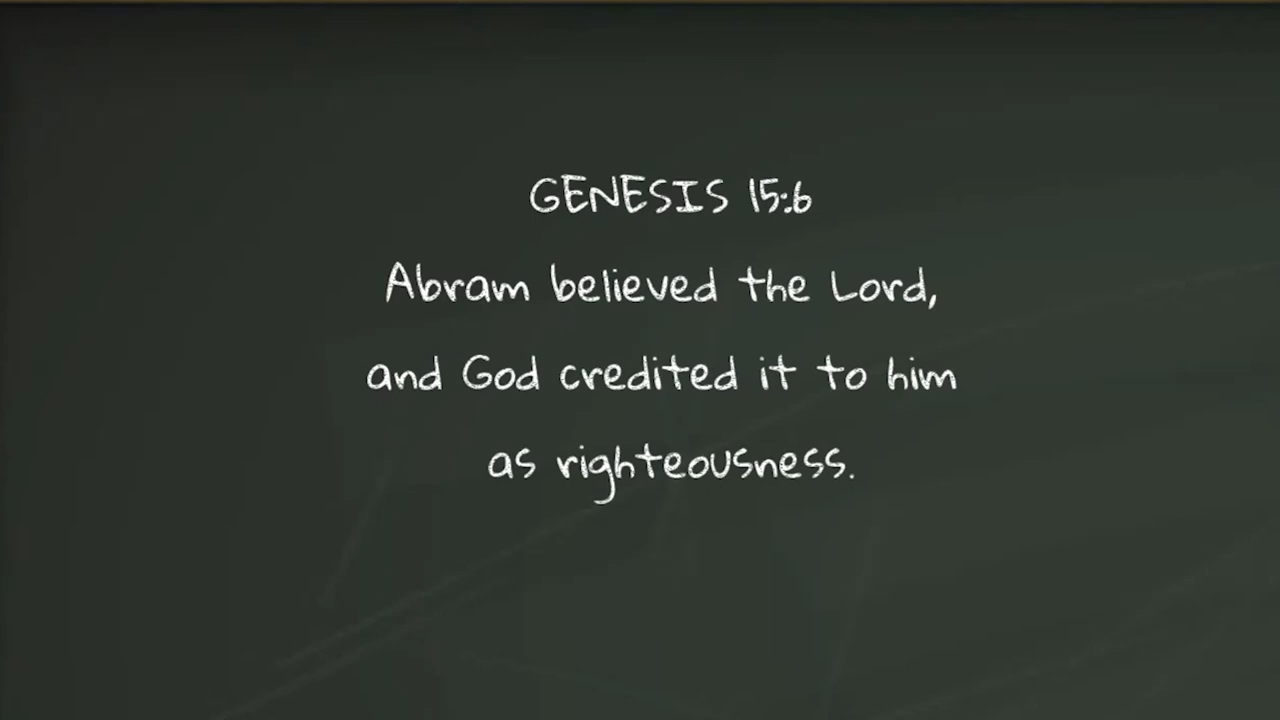 GENESIS 15:6
Abram believed the Lord,
and God credited it to him
as righteousness.